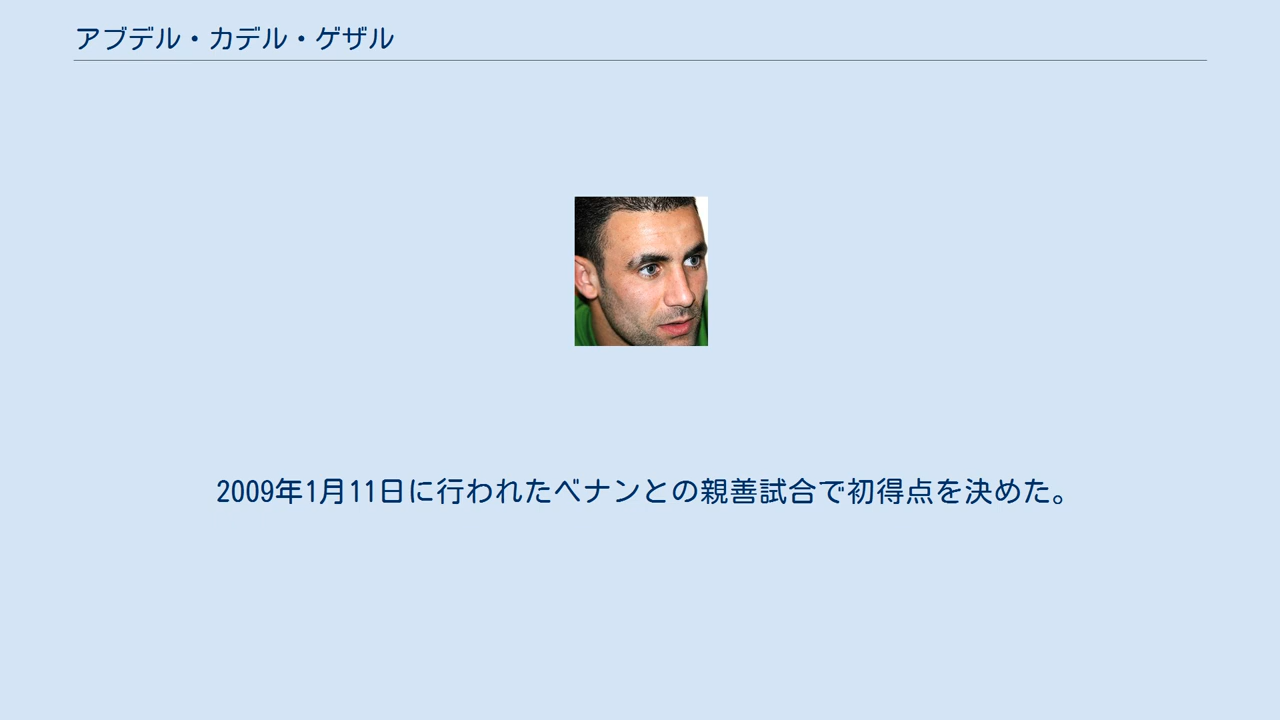 アブデル・カデル・ゲザル
2009年1月11日に行われたベナンとの親善試合で初得点を決めた。